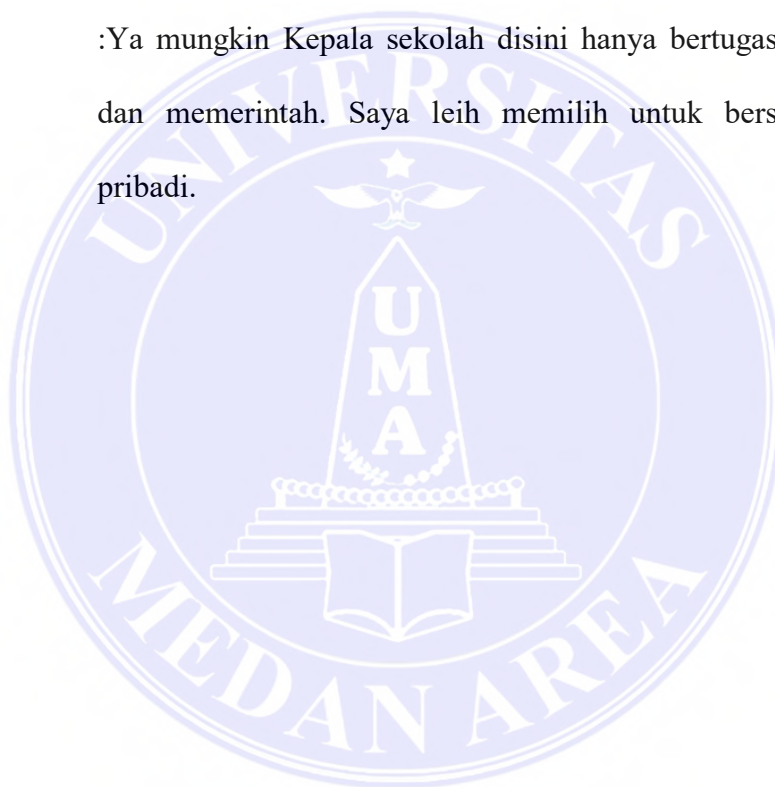 :Ya mungkin Kepala sekolah disini hanya bertugas
dan memerintah. Saya leih memilih untuk bers
pribadi.
UNIVERSITAS
UMA
MEDAN AREA